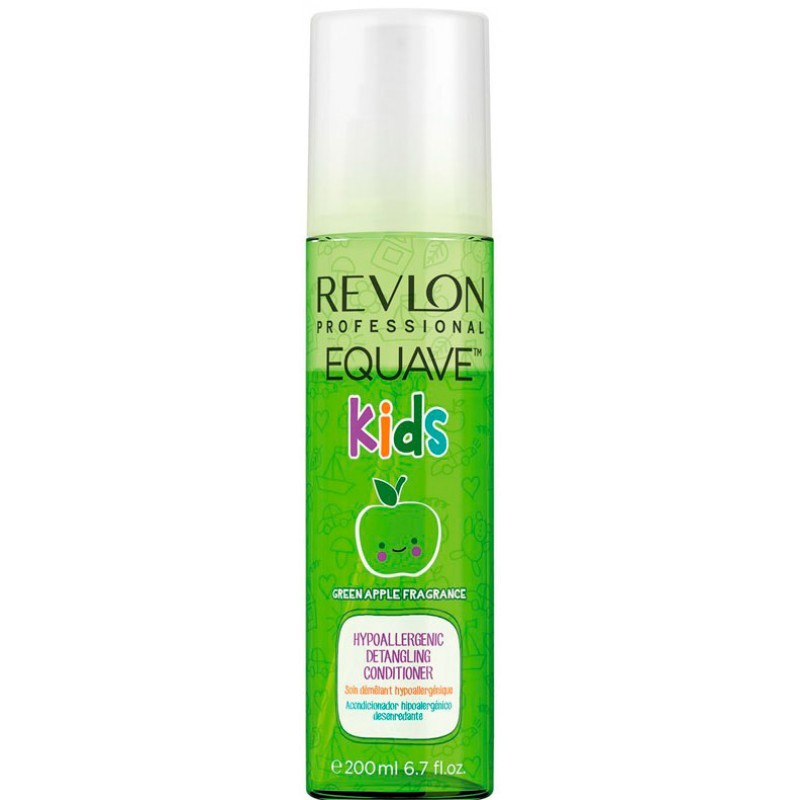 REVLON
PROFESSIONAL
EQUAVE™
Kids
GREEN APPLE FRAGRANCE
HYPOALLERGENIC
DETANGLING
CONDITIONER
Soin démêlant hypoallergénique
Acondicionador hipoalergénico
desenredante
℮200ml 6.7 fl.oz.